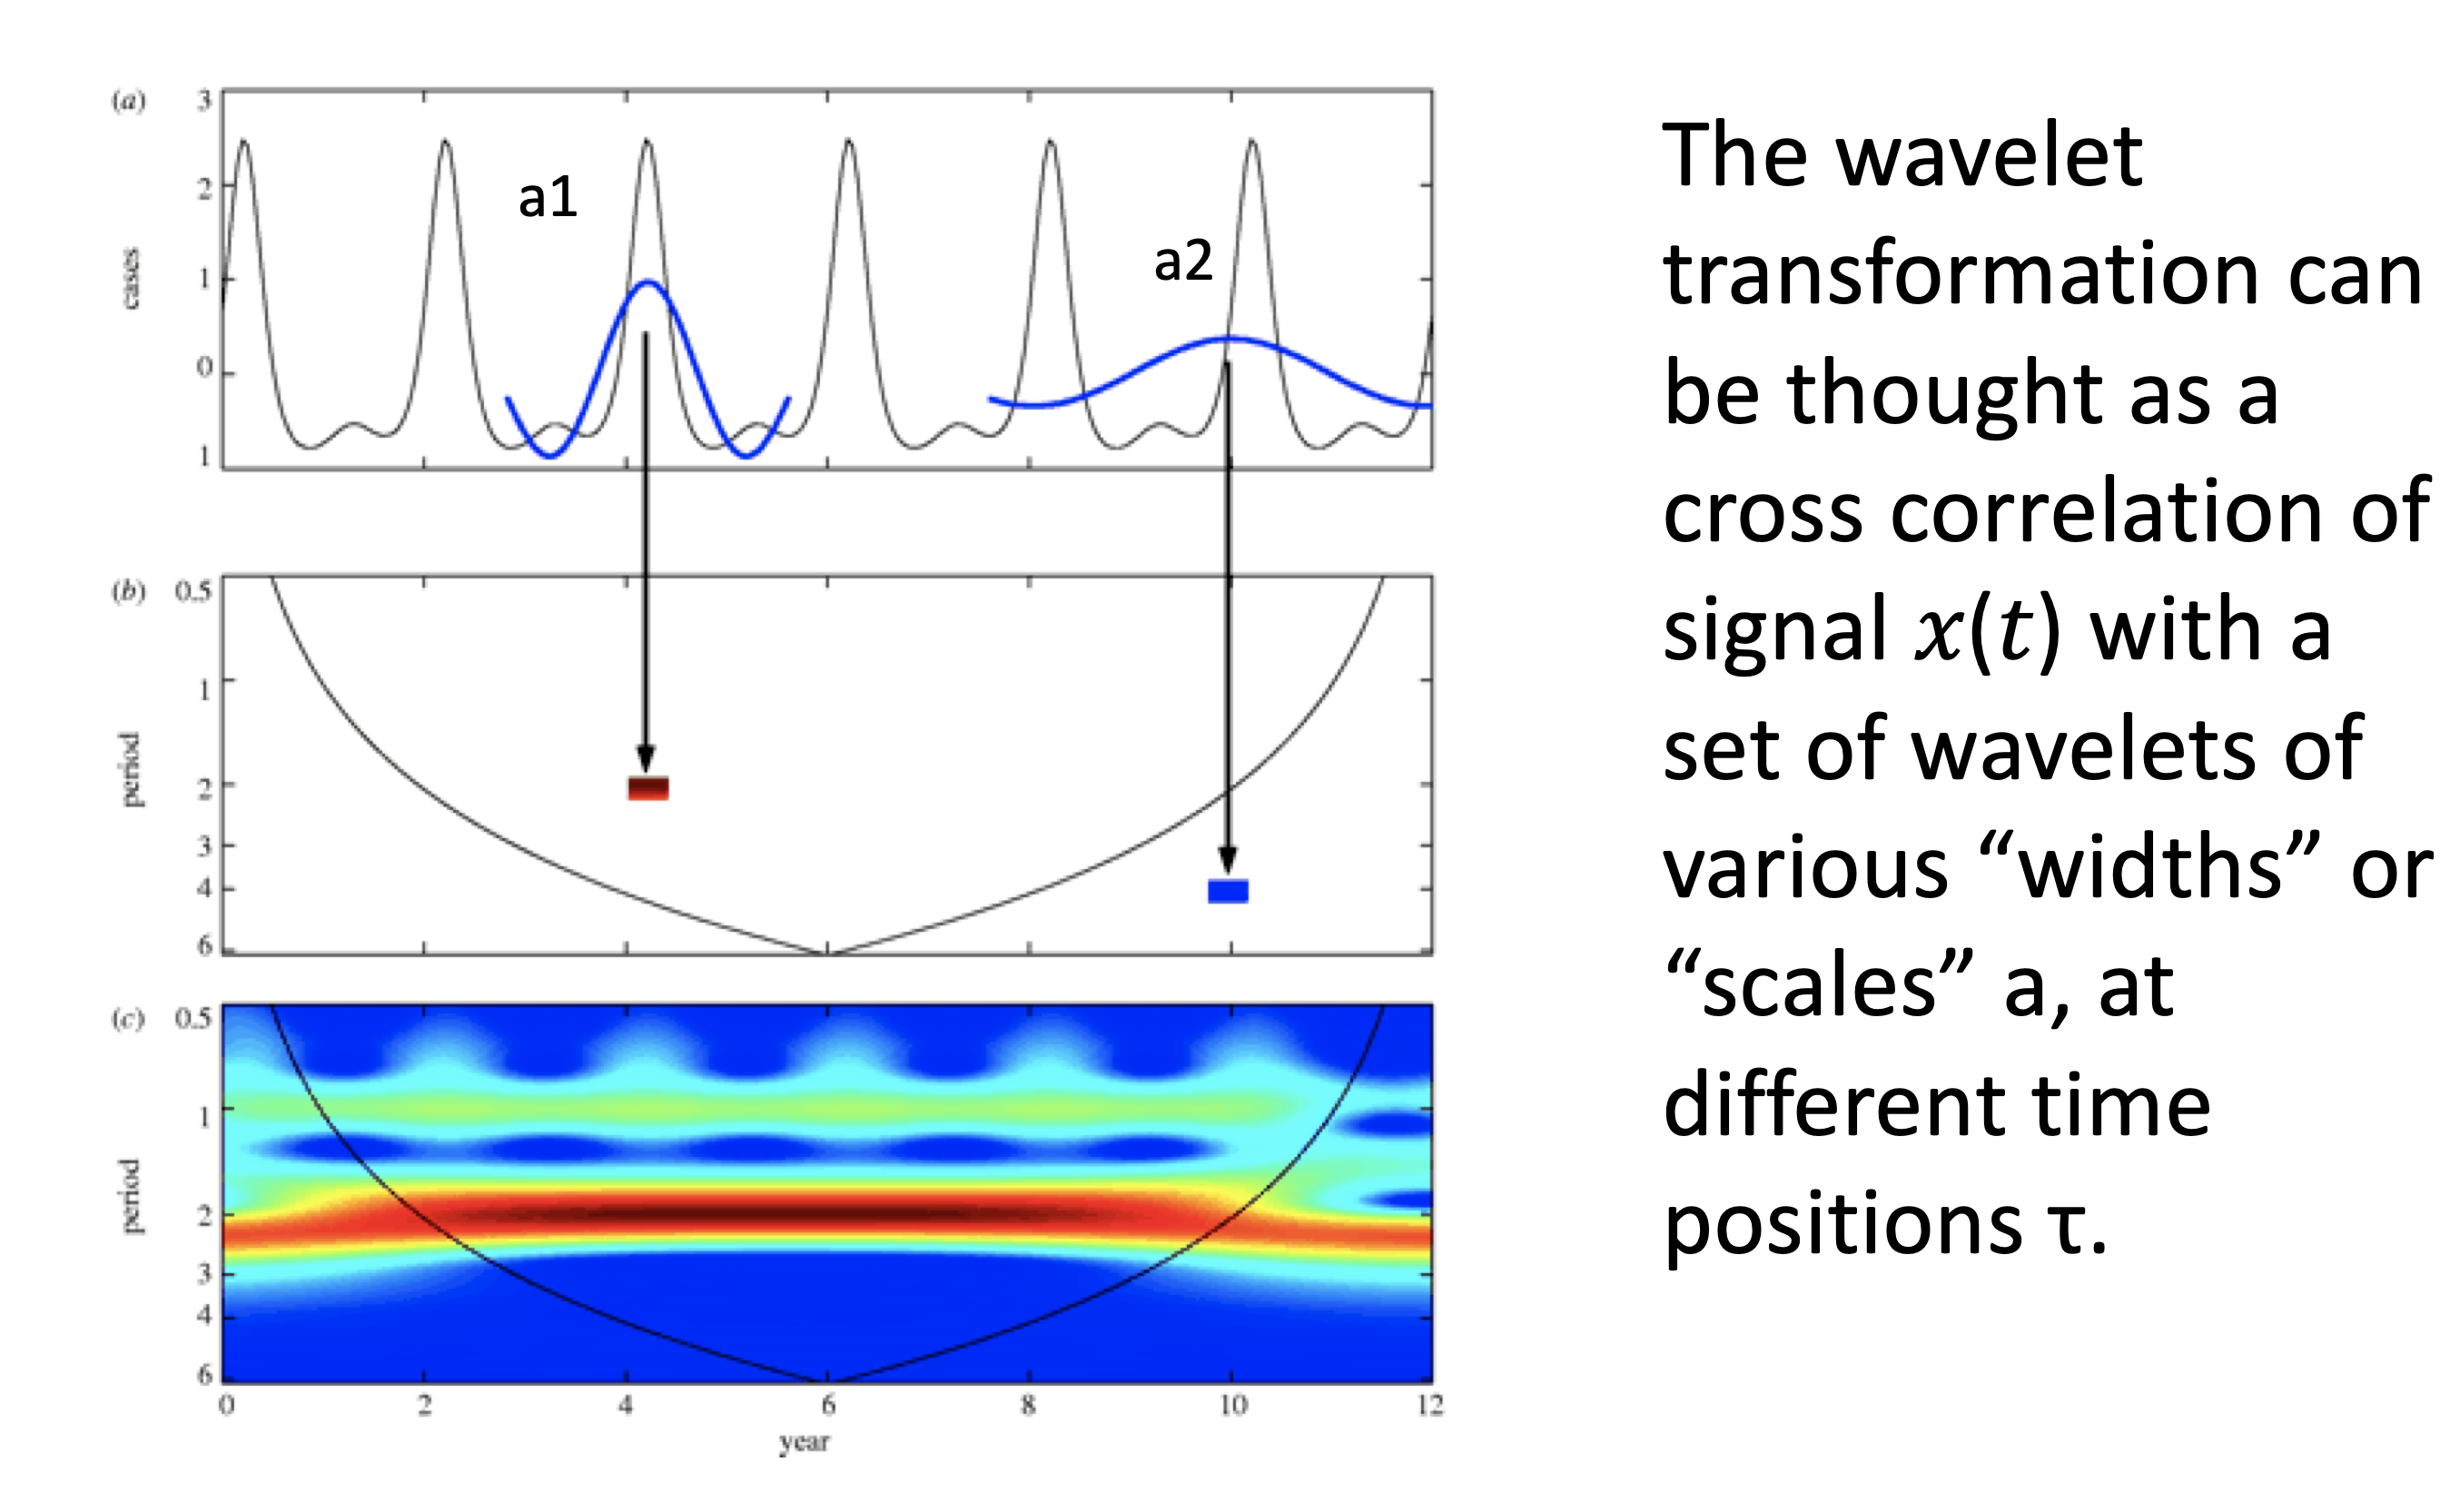 (a)
3
2
1
0
1
cases
a1
a2
(b)
0.5
1
2
3
4
6
period
(c)
0.5
1
2
3
4
6
period
0 2 4 6 8 10 12
year
The wavelet
transformation can
be thought as a
cross correlation of
signal x(t) with a
set of wavelets of
various “widths” or
“scales” a, at
different time
positions τ.